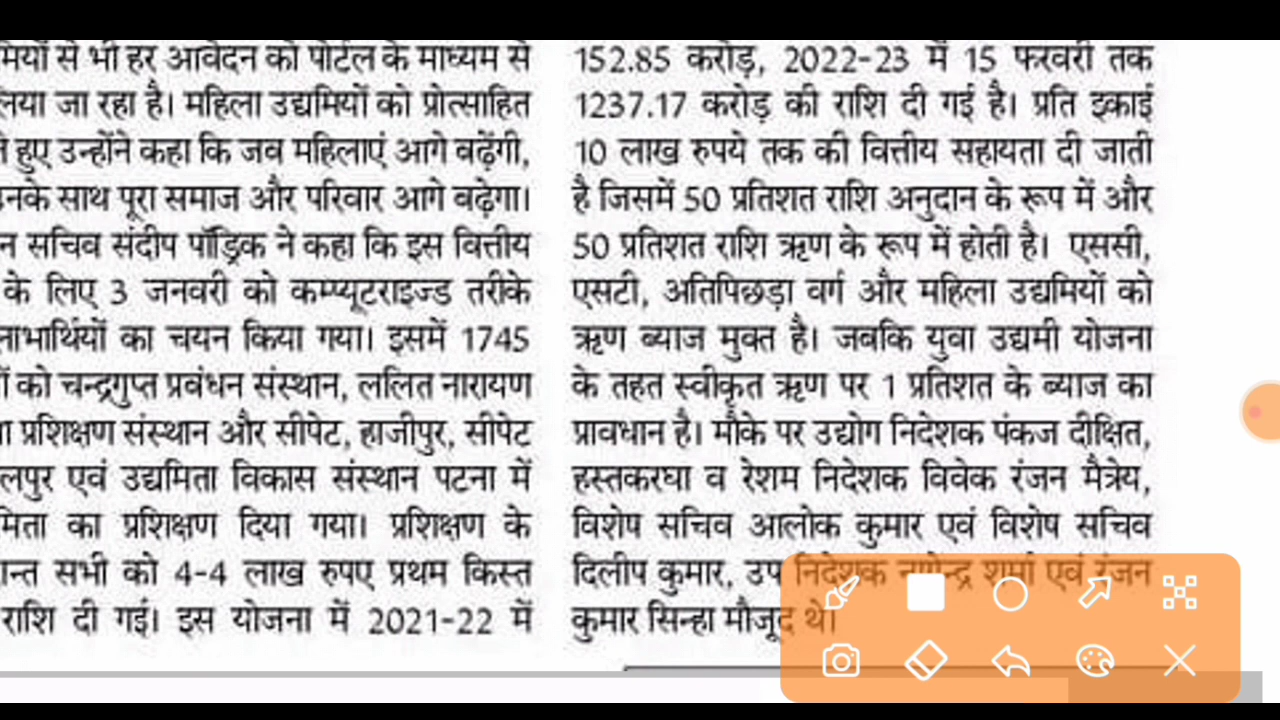 मियों से भी हर आवेदन को पोर्टल के माध्यम से
लिया जा रहा है। महिला उद्यमियों को प्रोत्साहित
हुए उन्होंने कहा कि जब महिलाएं आगे बढ़ेंगी,
नके साथ पूरा समाज और परिवार आगे बढ़ेगा।
न सचिव संदीप पॉड्रिक ने कहा कि इस वित्तीय
के लिए 3 जनवरी को कम्प्यूटराइज्ड तरीके
लाभार्थियों का चयन किया गया। इसमें 1745
को चन्द्रगुप्त प्रबंधन संस्थान, ललित नारायण
प्रशिक्षण संस्थान और सीपेट, हाजीपुर, सीपेट
लपुर एवं उद्यमिता विकास संस्थान पटना में
मिता का प्रशिक्षण दिया गया। प्रशिक्षण के
न्त सभी को 4-4 लाख रुपए प्रथम किस्त
राशि दी गई। इस योजना में 2021-22 में
152.85 करोड़, 2022-23 में 15 फरवरी तक
1237.17 करोड़ की राशि दी गई है। प्रति इकाई
10 लाख रुपये तक की वित्तीय सहायता दी जाती
है जिसमें 50 प्रतिशत राशि अनुदान के रूप में और
50 प्रतिशत राशि ऋण के रूप में होती है। एससी,
एसटी, अतिपिछड़ा वर्ग और महिला उद्यमियों को
ऋण ब्याज मुक्त है। जबकि युवा उद्यमी योजना
के तहत स्वीकृत ऋण पर 1 प्रतिशत के ब्याज का
प्रावधान है। मौके पर उद्योग निदेशक पंकज दीक्षित,
हस्तकरघा व रेशम निदेशक विवेक रंजन मैत्रेय,
विशेष सचिव आलोक कुमार एवं विशेष सचिव
दिलीप कुमार, उप निदेशक नगेन्द्र शर्मा एवं रंजन
कुमार सिन्हा मौजूद थे।